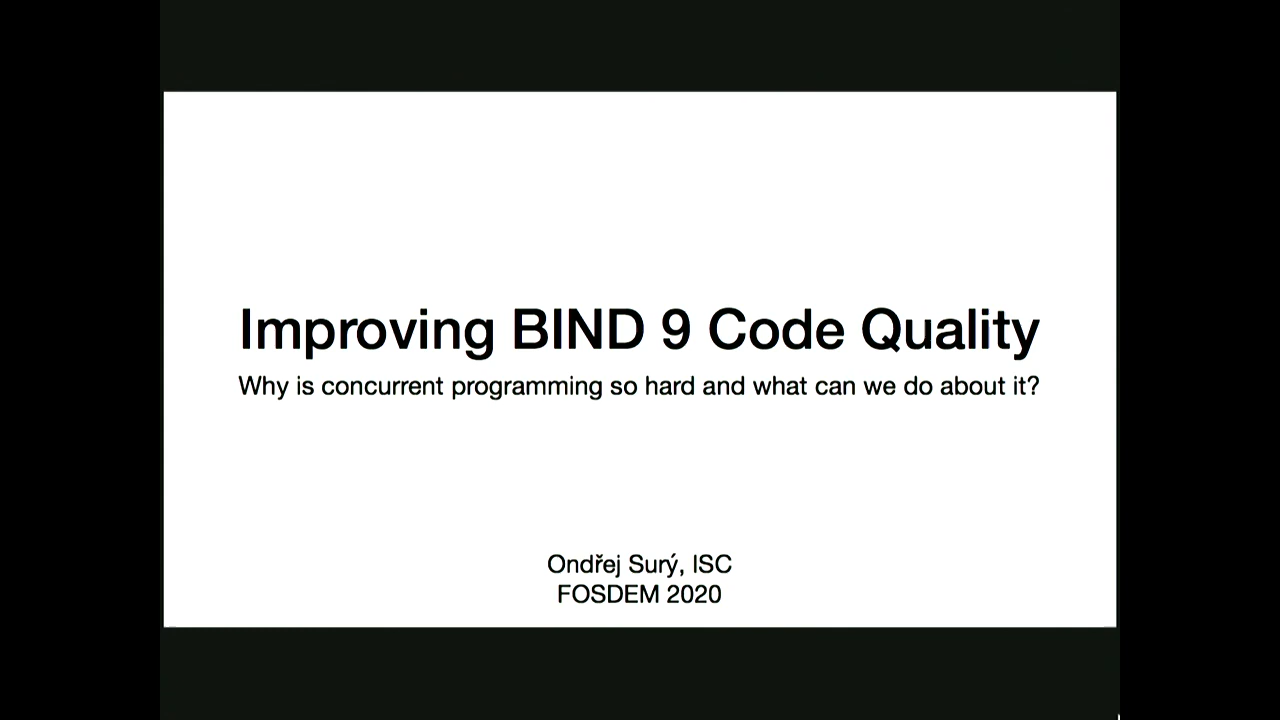 Improving BIND 9 Code Quality
Why is concurrent programming so hard and what can we do about it?
Ondřej Surý, ISC
FOSDEM 2020